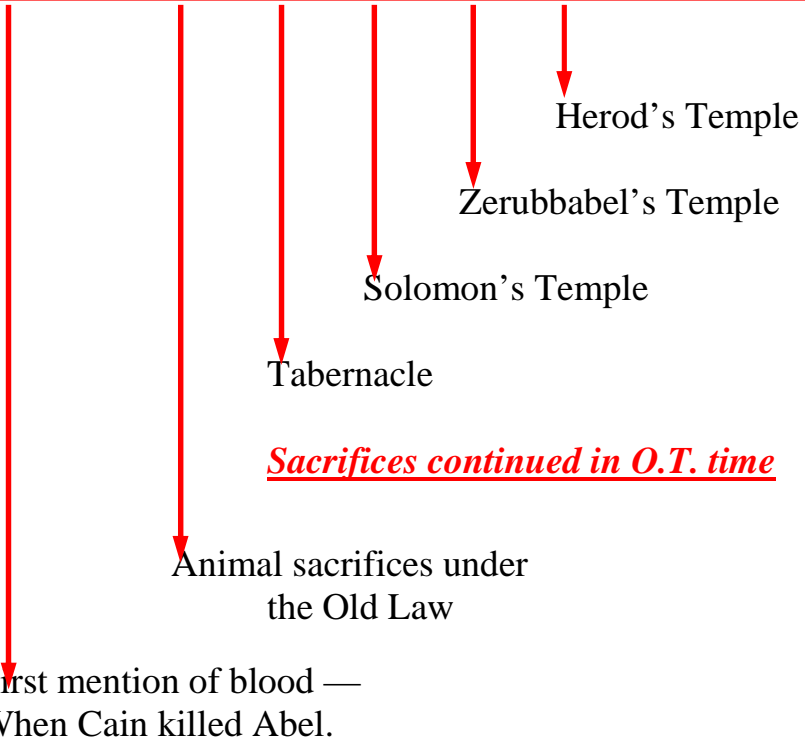 Herod’s Temple
Zerubbabel’s Temple
Solomon’s Temple
Tabernacle
Sacrifices continued in O.T. time
Animal sacrifices under
the Old Law
mention of blood —
Cain killed Abel.